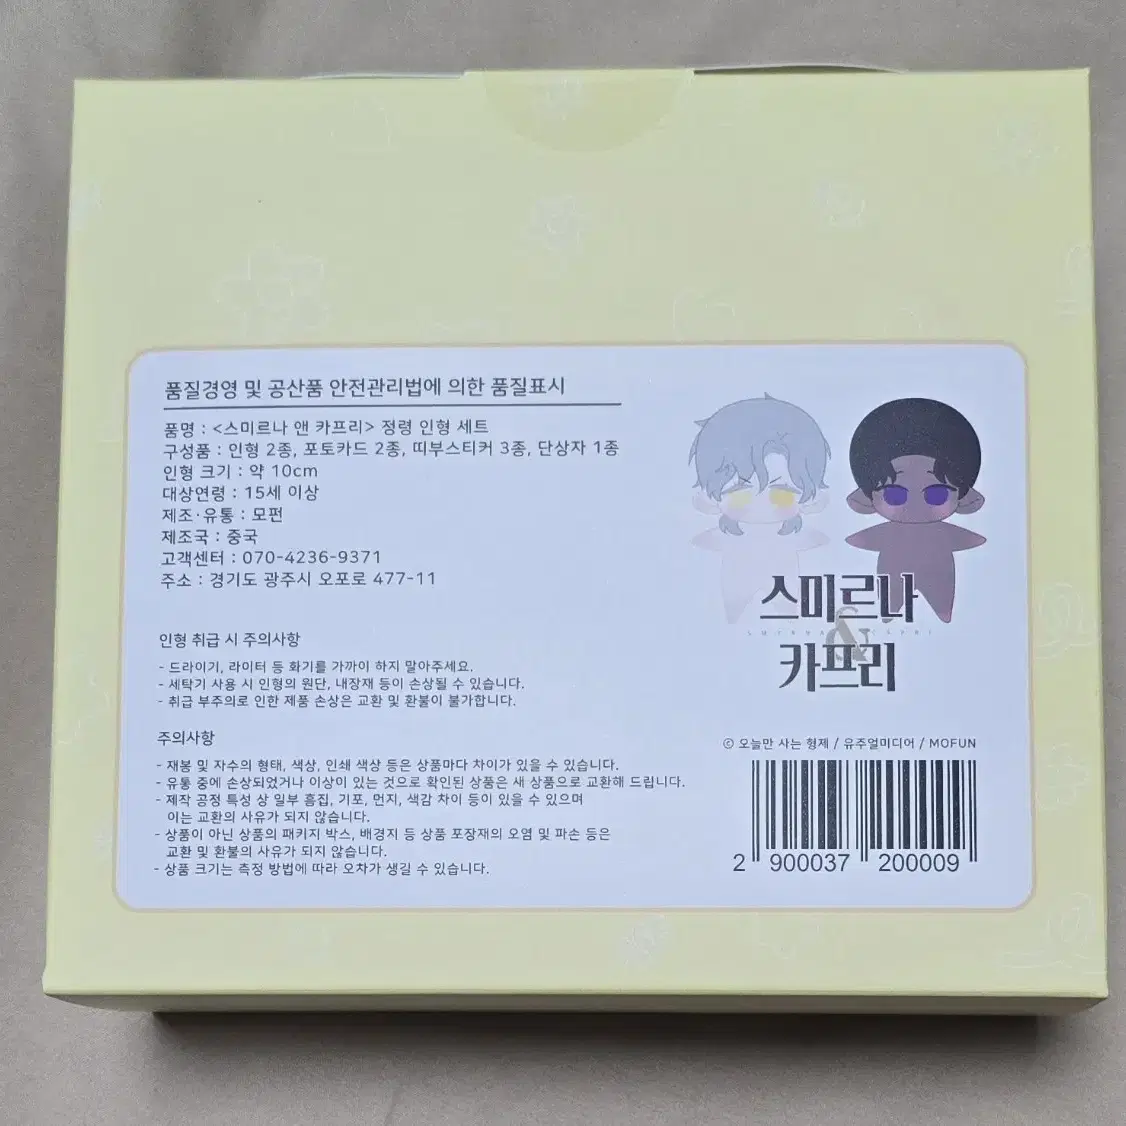 품질경영 및 공산품 안전관리법에 의한 품질표시
품명 : <스미르나 앤 카프리> 정령 인형 세트
구성품 : 인형 2종, 포토카드 2종, 띠부스티커 3종, 단상자 1종
인형 크기 : 약 10cm
대상연령 : 15세 이상
제조·유통 : 모펀
제조국 : 중국
고객센터 : 070-4236-9371
주소 : 경기도 광주시 오포로 477-11
인형 취급 시 주의사항
- 드라이기, 라이터 등 화기를 가까이 하지 말아주세요.
- 세탁기 사용 시 인형의 원단, 내장재 등이 손상될 수 있습니다.
- 취급 부주의로 인한 제품 손상은 교환 및 환불이 불가합니다.
주의사항
- 재봉 및 자수의 형태, 색상, 인쇄 색상 등은 상품마다 차이가 있을 수 있습니다.
- 유통 중에 손상되었거나 이상이 있는 것으로 확인된 상품은 새 상품으로 교환해 드립니다.
- 제작 공정 특성 상 일부 흠집, 기포, 먼지, 색감 차이 등이 있을 수 있으며
이는 교환의 사유가 되지 않습니다.
- 상품이 아닌 상품의 패키지 박스, 배경지 등 상품 포장재의 오염 및 파손 등은
교환 및 환불의 사유가 되지 않습니다.
- 상품 크기는 측정 방법에 따라 오차가 생길 수 있습니다.
스미르나
SMYRNA & CAPRI
카프리
© 오늘만 사는 형제 / 유주얼미디어 / MOFUN
2 900037 200009